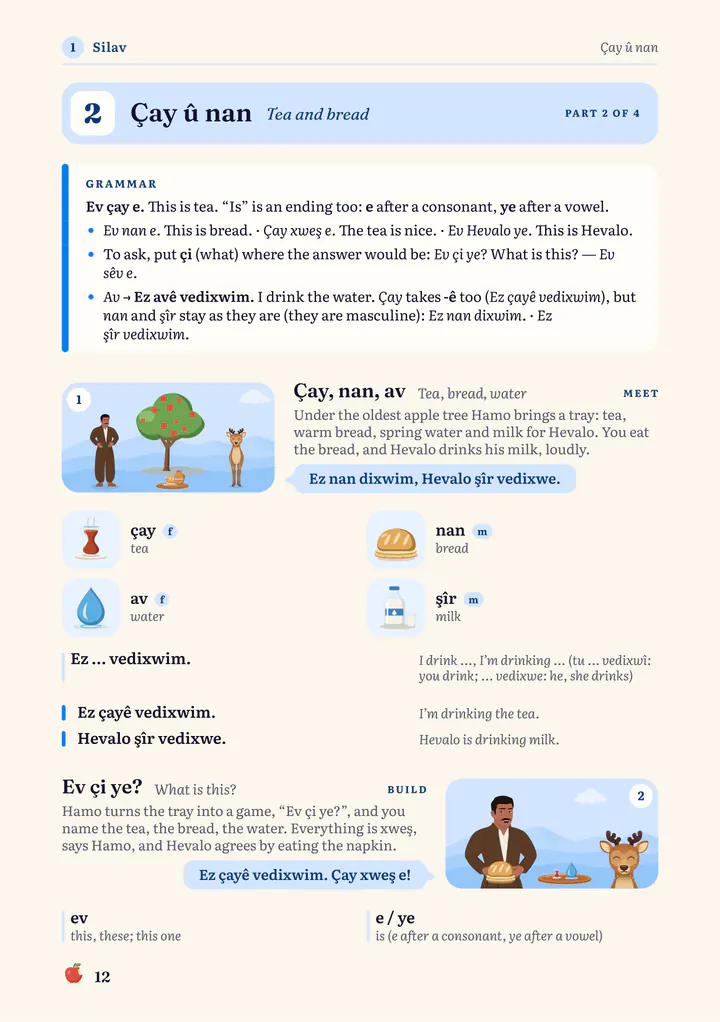 1 Silav
Çay û nan
2 Çay û nan Tea and bread PART 2 OF 4
GRAMMAR
Ev çay e. This is tea. “Is” is an ending too: e after a consonant, ye after a vowel.
• Ev nan e. This is bread. · Çay xweş e. The tea is nice. · Ev Hevalo ye. This is Hevalo.
• To ask, put çi (what) where the answer would be: Ev çi ye? What is this? — Ev
sêv e.
• Av → Ez avê vedixwim. I drink the water. Çay takes -ê too (Ez çayê vedixwim), but
nan and şîr stay as they are (they are masculine): Ez nan dixwim. · Ez
şîr vedixwim.
1
Çay, nan, av Tea, bread, water MEET
Under the oldest apple tree Hamo brings a tray: tea,
warm bread, spring water and milk for Hevalo. You eat
the bread, and Hevalo drinks his milk, loudly.
Ez nan dixwim, Hevalo şîr vedixwe.
çay f
tea
nan m
bread
av f
water
şîr m
milk
Ez ... vedixwim.
I drink ..., I’m drinking ... (tu ... vedixwî:
you drink; ... vedixwe: he, she drinks)
Ez çayê vedixwim.
I’m drinking the tea.
Hevalo şîr vedixwe.
Hevalo is drinking milk.
Ev çi ye? What is this? BUILD
Hamo turns the tray into a game, “Ev çi ye?”, and you
name the tea, the bread, the water. Everything is xweş,
says Hamo, and Hevalo agrees by eating the napkin.
Ez çayê vedixwim. Çay xweş e!
2
ev
this, these; this one
e / ye
is (e after a consonant, ye after a vowel)
12